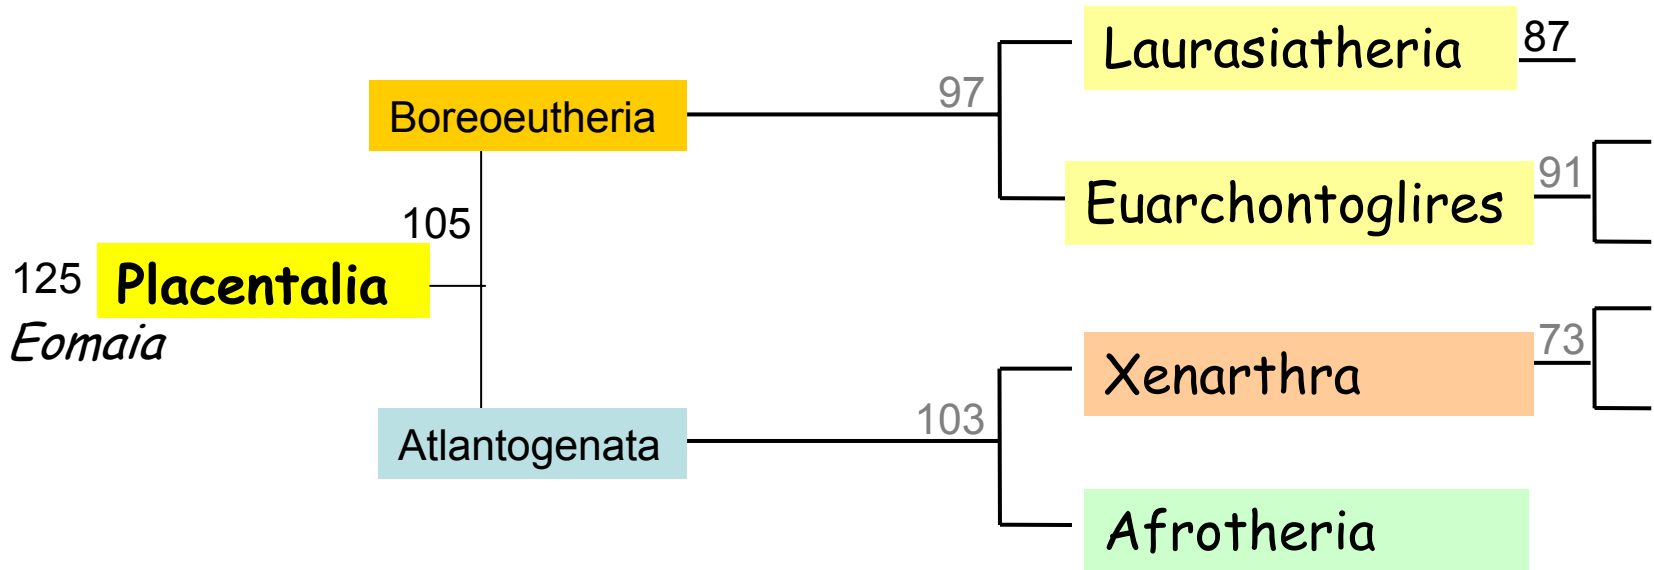 Laurasiatheria 87
97
Boreoeutheria
Euarchontoglires 91
105
125 Placentalia
Eomaia
Xenarthra 73
103
Atlantogenata
Afrotheria